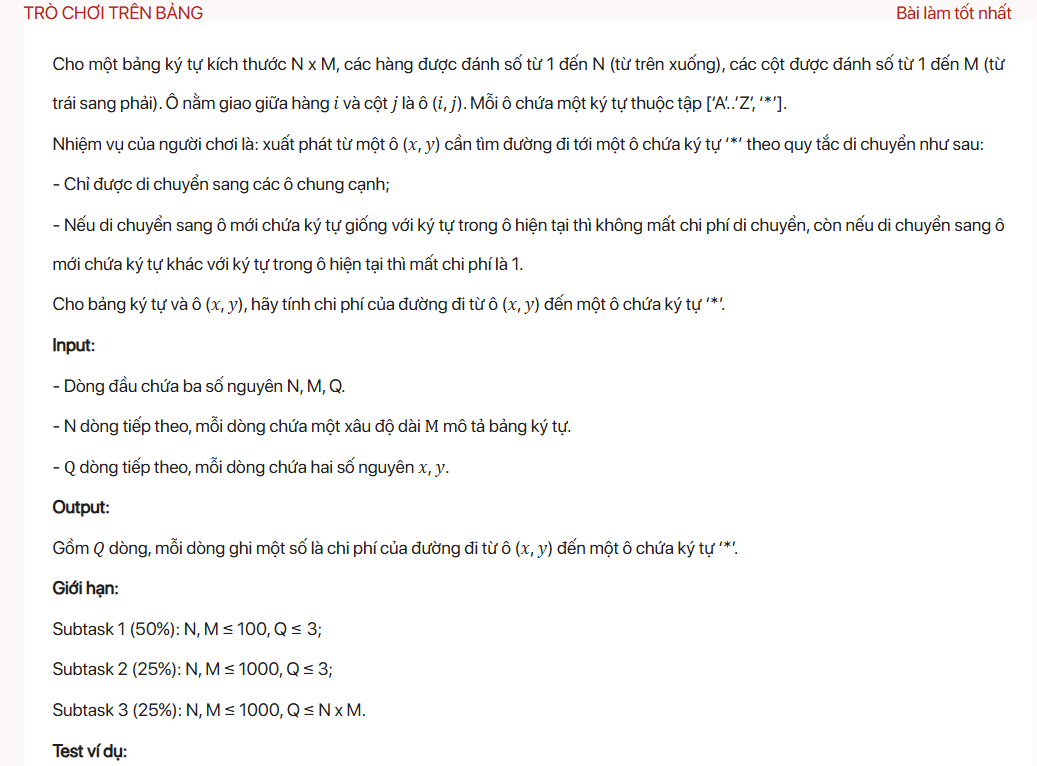 TRÒ CHƠI TRÊN BẢNG Bài làm tốt nhất
Cho một bảng ký tự kích thước N x M, các hàng được đánh số từ 1 đến N (từ trên xuống), các cột được đánh số từ 1 đến M (từ
trái sang phải). Ô nằm giao giữa hàng i và cột j là ô (i, j). Mỗi ô chứa một ký tự thuộc tập ['A'..'Z', '*'].
Nhiệm vụ của người chơi là: xuất phát từ một ô (x, y) cần tìm đường đi tới một ô chứa ký tự '*' theo quy tắc di chuyển như sau:
- Chỉ được di chuyển sang các ô chung cạnh;
- Nếu di chuyển sang ô mới chứa ký tự giống với ký tự trong ô hiện tại thì không mất chi phí di chuyển, còn nếu di chuyển sang ô
mới chứa ký tự khác với ký tự trong ô hiện tại thì mất chi phí là 1.
Cho bảng ký tự và ô (x, y), hãy tính chi phí của đường đi từ ô (x, y) đến một ô chứa ký tự '*'.
Input:
- Dòng đầu chứa ba số nguyên N, M, Q.
- N dòng tiếp theo, mỗi dòng chứa một xâu độ dài M mô tả bảng ký tự.
- Q dòng tiếp theo, mỗi dòng chứa hai số nguyên x, y.
Output:
Gồm Q dòng, mỗi dòng ghi một số là chi phí của đường đi từ ô (x, y) đến một ô chứa ký tự '*'.
Giới hạn:
Subtask 1 (50%): N, M ≤ 100, Q ≤ 3;
Subtask 2 (25%): N, M ≤ 1000, Q ≤ 3;
Subtask 3 (25%): N, M ≤ 1000, Q ≤ N x M.
Test ví dụ: